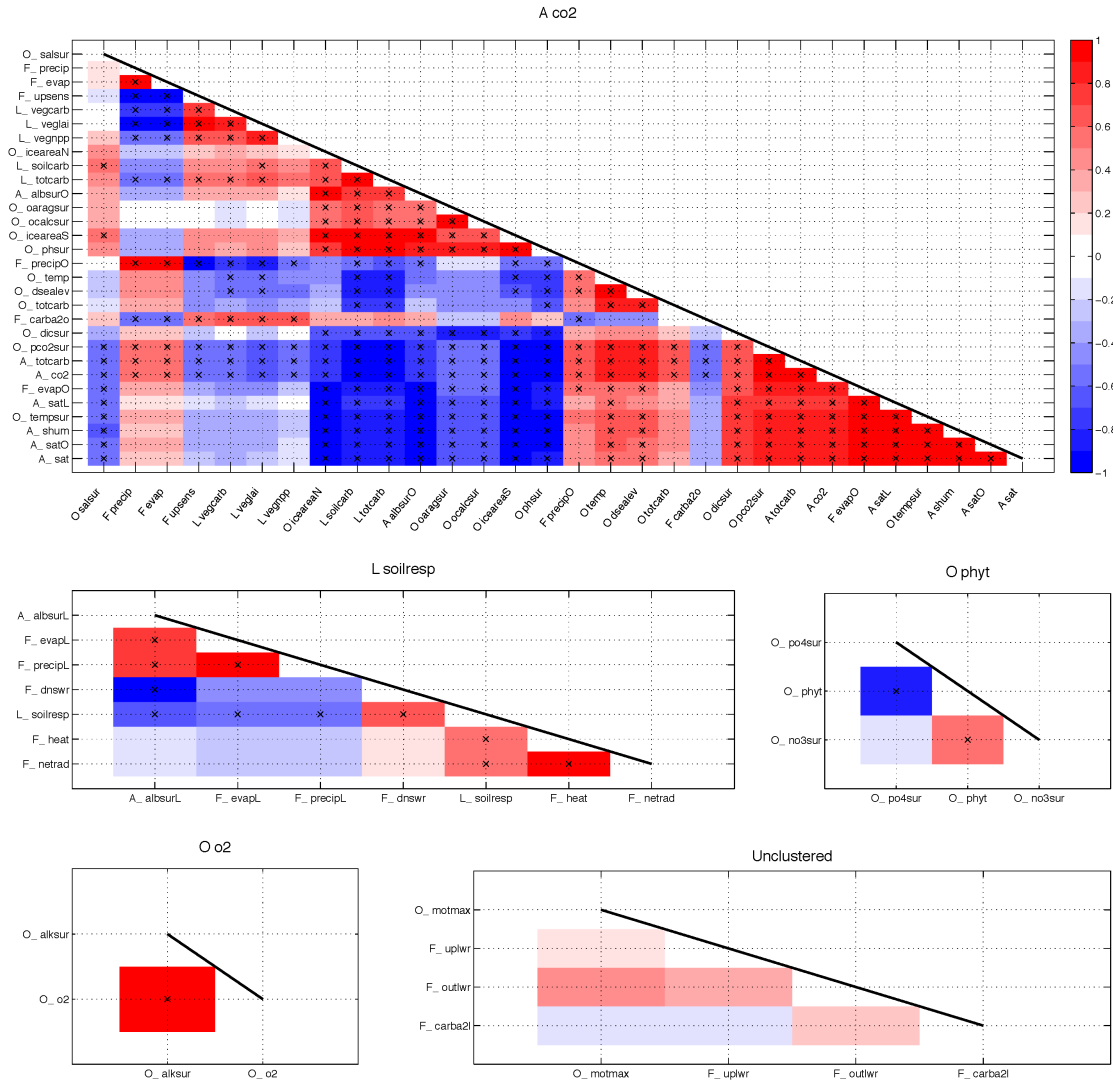 A co2
O_ salsur
F_ precip
F_ evap
F_ upsens
L_ vegcarb
L_ veglai
L_ vegnpp
O_ iceareaN
L_ soilcarb
L_ totcarb
A_ albsurO
O_ oaragsur
O_ ocalcsur
O_ iceareaS
O_ phsur
F_ precipO
O_ temp
O_ dsealev
O_ totcarb
F_ carba2o
O_ dicsur
O_ pco2sur
A_ totcarb
A_ co2
F_ evapO
A_ satL
O_ tempsur
A_ shum
A_ satO
A_ sat
O salsur
F precip
F evap
F upsens
L vegcarb
L veglai
L vegnpp
O iceareaN
L soilcarb
L totcarb
A albsurO
O oaragsur
O ocalcsur
O iceareaS
O phsur
F precipO
O temp
O dsealev
O totcarb
F carba2o
O dicsur
O pco2sur
A totcarb
A co2
F evapO
A satL
O tempsur
A shum
A satO
A sat
1
0.8
0.6
0.4
0.2
0
−0.2
−0.4
−0.6
−0.8
−1
L soilresp
A_ albsurL
F_ evapL
F_ precipL
F_ dnswr
L_ soilresp
F_ heat
F_ netrad
A_ albsurL F_ evapL F_ precipL F_ dnswr L_ soilresp F_ heat F_ netrad
O phyt
O_ po4sur
O_ phyt
O_ no3sur
O_ po4sur O_ phyt O_ no3sur
O o2
O_ alksur
O_ o2
O_ alksur O_ o2
Unclustered
O_ motmax
F_ uplwr
F_ outlwr
F_ carba2l
O_ motmax F_ uplwr F_ outlwr F_ carba2l